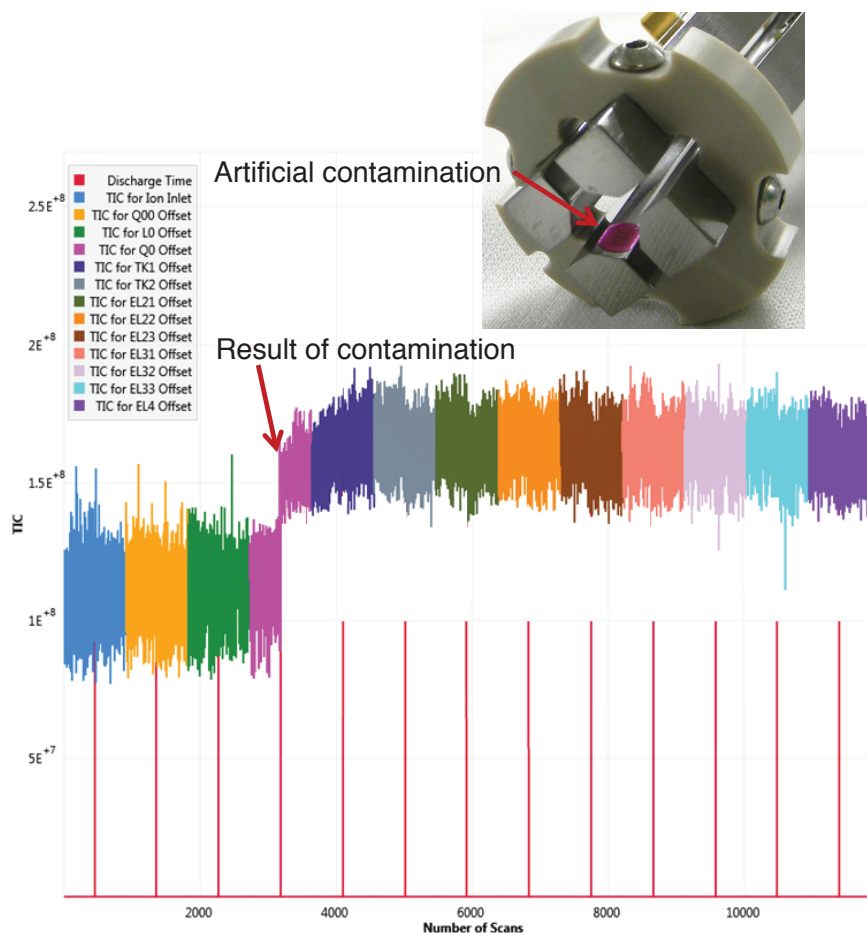 Artificial contamination
Discharge Time
TIC for Ion Inlet
TIC for Q00 Offset
TIC for L0 Offset
TIC for Q0 Offset
TIC for TK1 Offset
TIC for TK2 Offset
TIC for EL21 Offset
TIC for EL22 Offset
TIC for EL23 Offset
TIC for EL31 Offset
TIC for EL32 Offset
TIC for EL33 Offset
TIC for EL4 Offset
Result of contamination
2.5E+8
2E+8
1.5E+8
1E+8
5E+7
TIC
2000 4000 6000 8000 10000
Number of Scans